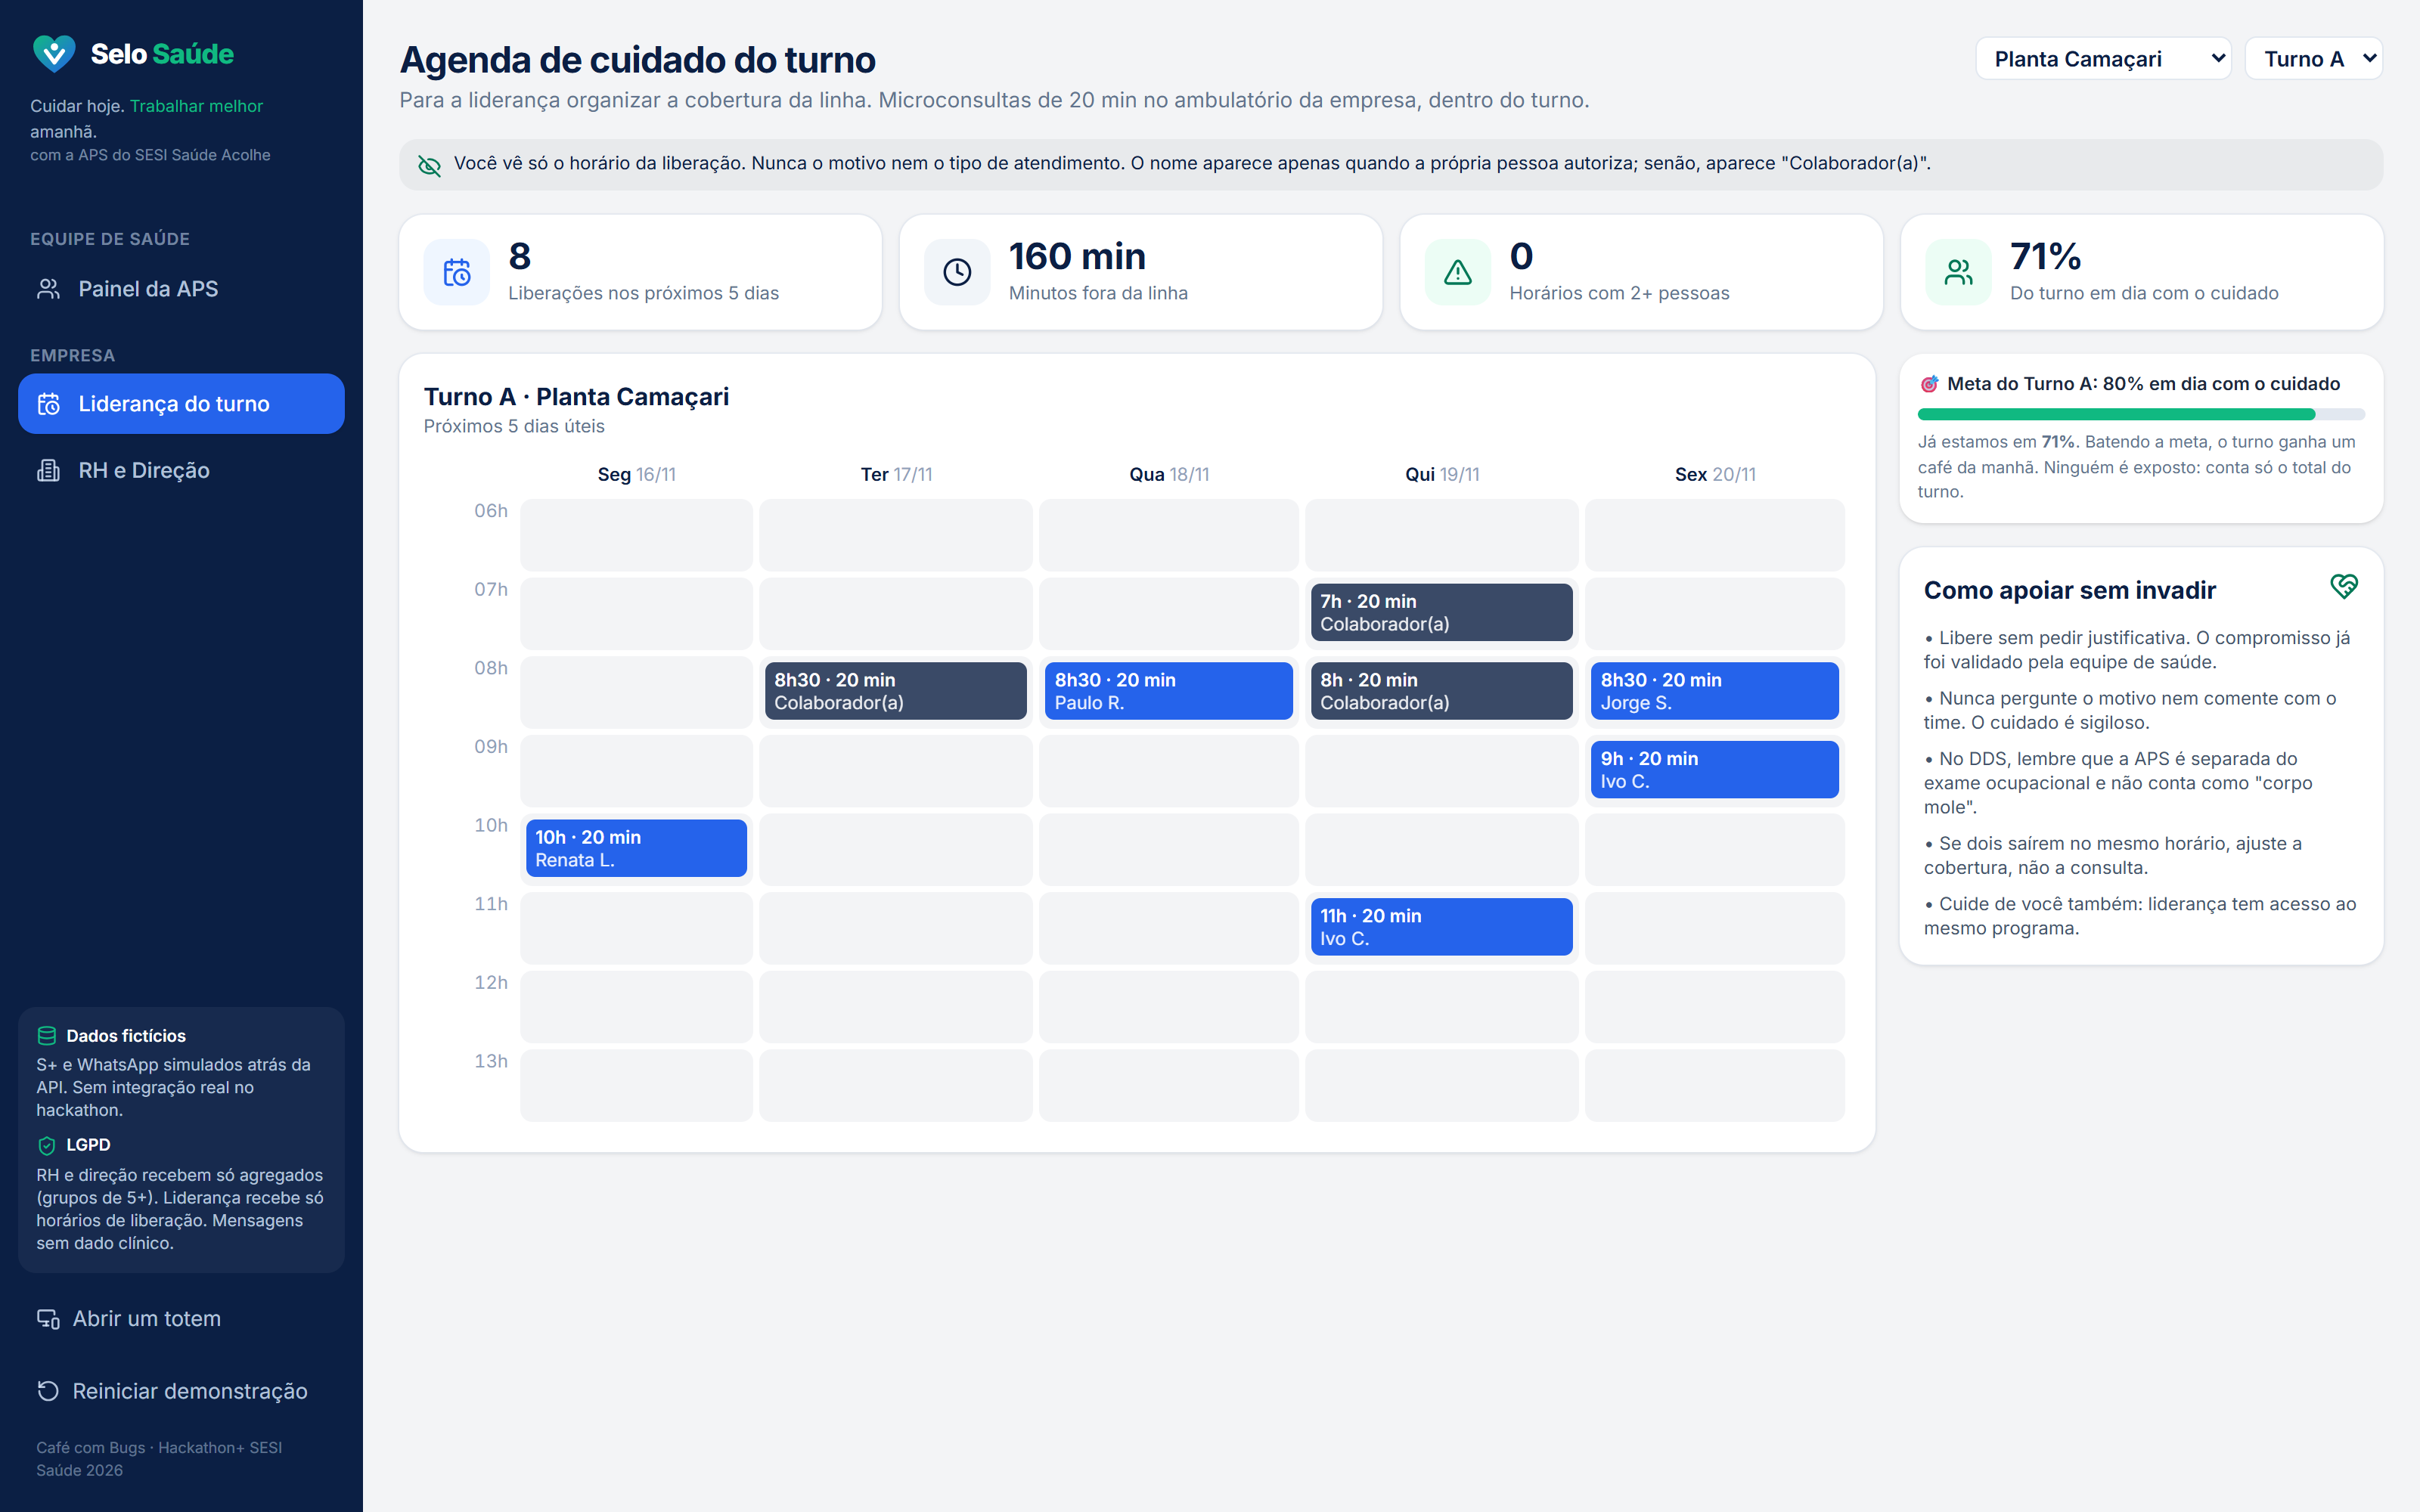 Selo Saúde
Cuidar hoje. Trabalhar melhor
amanhã.
com a APS do SESI Saúde Acolhe
EQUIPE DE SAÚDE
Painel da APS
EMPRESA
Liderança do turno
RH e Direção
Dados fictícios
S+ e WhatsApp simulados atrás da
API. Sem integração real no
hackathon.
LGPD
RH e direção recebem só agregados
(grupos de 5+). Liderança recebe só
horários de liberação. Mensagens
sem dado clínico.
Abrir um totem
Reiniciar demonstração
Café com Bugs · Hackathon+ SESI
Saúde 2026
Agenda de cuidado do turno
Para a liderança organizar a cobertura da linha. Microconsultas de 20 min no ambulatório da empresa, dentro do turno.
Planta Camaçari
Turno A
Você vê só o horário da liberação. Nunca o motivo nem o tipo de atendimento. O nome aparece apenas quando a própria pessoa autoriza; senão, aparece "Colaborador(a)".
8
Liberações nos próximos 5 dias
160 min
Minutos fora da linha
0
Horários com 2+ pessoas
71%
Do turno em dia com o cuidado
Turno A · Planta Camaçari
Próximos 5 dias úteis
Seg 16/11 Ter 17/11 Qua 18/11 Qui 19/11 Sex 20/11
06h
07h
7h · 20 min
Colaborador(a)
08h
8h30 · 20 min
Colaborador(a)
8h30 · 20 min
Paulo R.
8h · 20 min
Colaborador(a)
8h30 · 20 min
Jorge S.
09h
9h · 20 min
Ivo C.
10h
10h · 20 min
Renata L.
11h
11h · 20 min
Ivo C.
12h
13h
Meta do Turno A: 80% em dia com o cuidado
Já estamos em 71%. Batendo a meta, o turno ganha um
café da manhã. Ninguém é exposto: conta só o total do
turno.
Como apoiar sem invadir
• Libere sem pedir justificativa. O compromisso já
foi validado pela equipe de saúde.
• Nunca pergunte o motivo nem comente com o
time. O cuidado é sigiloso.
• No DDS, lembre que a APS é separada do
exame ocupacional e não conta como "corpo
mole".
• Se dois saírem no mesmo horário, ajuste a
cobertura, não a consulta.
• Cuide de você também: liderança tem acesso ao
mesmo programa.